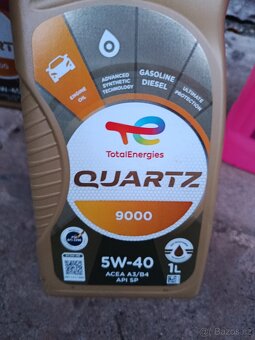 ENGINE OIL
ADVANCED
SYNTHETIC
TECHNOLOGY
GASOLINE
DIESEL
ULTIMATE
PROTECTION
TotalEnergies
QUARTZ
9000
5W-40
ACEA A3/B4
API SP
1L